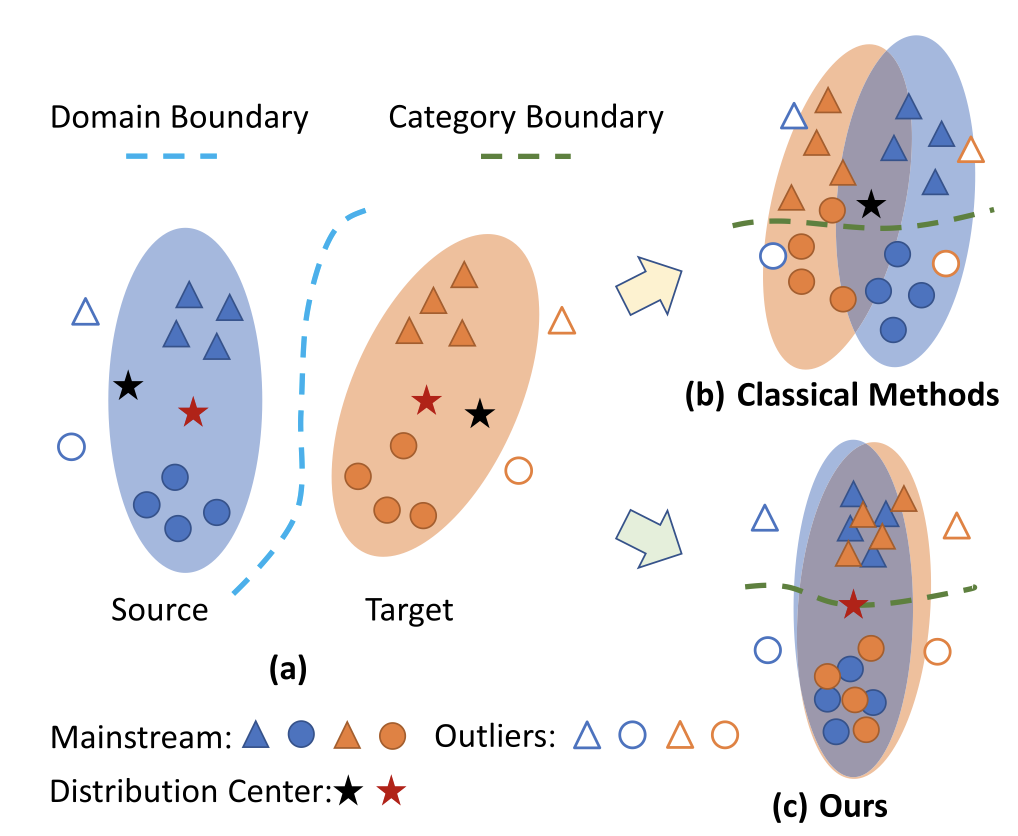 Domain Boundary
Category Boundary
(b) Classical Methods
Source
Target
(a)
Mainstream:
Outliers:
Distribution Center:
(c) Ours